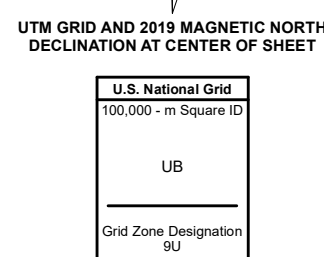 UTM GRID AND 2019 MAGNETIC NORTH
DECLINATION AT CENTER OF SHEET
U.S. National Grid
100,000 - m Square ID
UB
Grid Zone Designation
9U